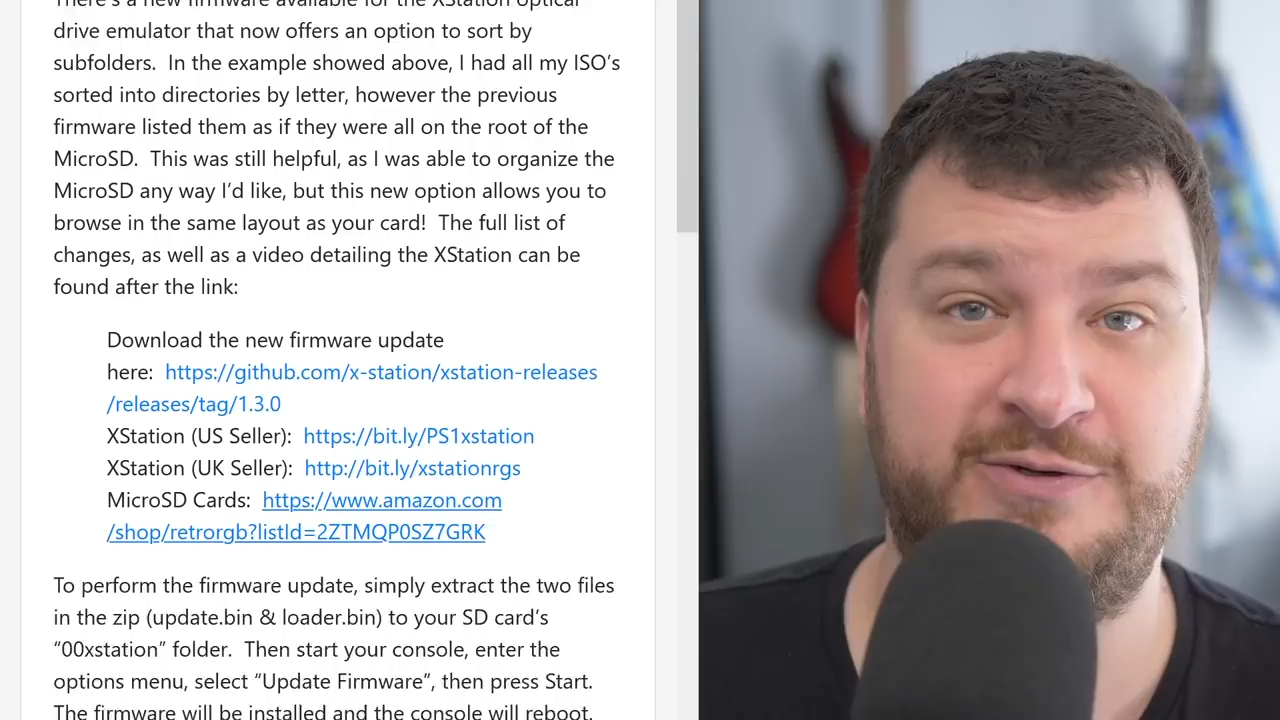 There's a new firmware available for the XStation optical
drive emulator that now offers an option to sort by
subfolders.  In the example showed above, I had all my ISO's
sorted into directories by letter, however the previous
firmware listed them as if they were all on the root of the
MicroSD.  This was still helpful, as I was able to organize the
MicroSD any way I'd like, but this new option allows you to
browse in the same layout as your card!  The full list of
changes, as well as a video detailing the XStation can be
found after the link:
Download the new firmware update
here:  https://github.com/x-station/xstation-releases
/releases/tag/1.3.0
XStation (US Seller):  https://bit.ly/PS1xstation
XStation (UK Seller):  http://bit.ly/xstationrgs
MicroSD Cards:  https://www.amazon.com
/shop/retrorgb?listId=2ZTMQP0SZ7GRK
To perform the firmware update, simply extract the two files
in the zip (update.bin & loader.bin) to your SD card's
“00xstation” folder.  Then start your console, enter the
options menu, select “Update Firmware”, then press Start.
The firmware will be installed and the console will reboot.